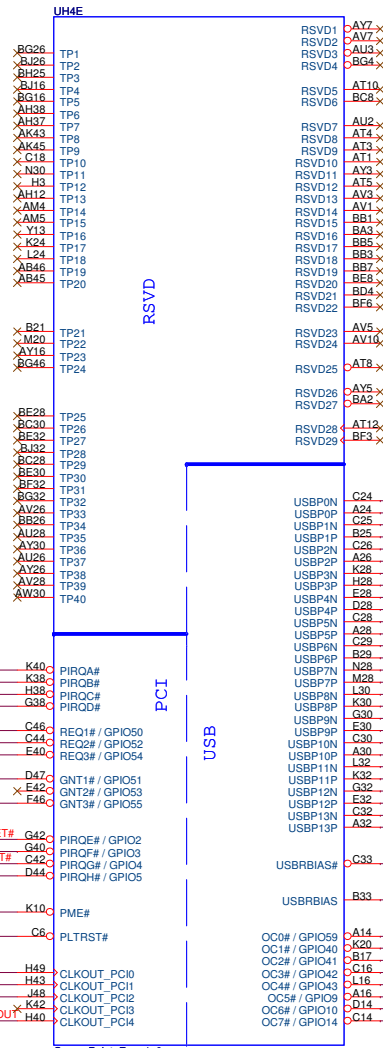 UH4E
BG26 TP1 RSVD1 AY7
BJ26 TP2 RSVD2 AV7
BH25 TP3 RSVD3 AU3
BJ16 TP4 RSVD4 BG4
BG16 TP5 RSVD5 AT10
AH38 TP6 RSVD6 BC8
AH37 TP7 RSVD7 AU2
AK43 TP8 RSVD8 AT4
AK45 TP9 RSVD9 AT3
C18 TP10 RSVD10 AT1
N30 TP11 RSVD11 AY3
H3 TP12 RSVD12 AT5
AH12 TP13 RSVD13 AV3
AM4 TP14 RSVD14 AV1
AM5 TP15 RSVD15 BB1
Y13 TP16 RSVD16 BA3
K24 TP17 RSVD17 BB5
L24 TP18 RSVD18 BB3
AB46 TP19 RSVD19 BB7
AB45 TP20 RSVD20 BE8
RSVD21 BD4
RSVD22 BF6
RSVD
B21 TP21 RSVD23 AV5
M20 TP22 RSVD24 AV10
AY16 TP23
BG46 TP24 RSVD25 AT8
RSVD26 AY5
RSVD27 BA2
BE28 TP25
BC30 TP26 RSVD28 AT12
BE32 TP27 RSVD29 BF3
BJ32 TP28
BC28 TP29
BE30 TP30
BF32 TP31
BG32 TP32 USBP0N C24
AV26 TP33 USBP0P A24
BB26 TP34 USBP1N C25
AU28 TP35 USBP1P B25
AY30 TP36 USBP2N C26
AU26 TP37 USBP2P A26
AY26 TP38 USBP3N K28
AV28 TP39 USBP3P H28
AW30 TP40 USBP4N E28
USBP4P D28
USBP5N C28
USBP5P A28
USBP6N C29
USBP6P B29
K40 PIRQA# USBP7N N28
K38 PIRQB# USBP7P M28
H38 PIRQC# USBP8N L30
G38 PIRQD# USBP8P K30
PCI
USB
USBP9N G30
C46 REQ1# / GPIO50 USBP9P E30
C44 REQ2# / GPIO52 USBP10N C30
E40 REQ3# / GPIO54 USBP10P A30
USBP11N L32
D47 GNT1# / GPIO51 USBP11P K32
E42 GNT2# / GPIO53 USBP12N G32
F46 GNT3# / GPIO55 USBP12P E32
USBP13N C32
USBP13P A32
G42 PIRQE# / GPIO2
G40 PIRQF# / GPIO3
C42 PIRQG# / GPIO4 USBRBIAS# C33
D44 PIRQH# / GPIO5
USBRBIAS B33
K10 PME#
C6 PLTRST# OC0# / GPIO59 A14
OC1# / GPIO40 K20
OC2# / GPIO41 B17
H49 CLKOUT_PCI0 OC3# / GPIO42 C16
H43 CLKOUT_PCI1 OC4# / GPIO43 L16
J48 CLKOUT_PCI2 OC5# / GPIO9 A16
K42 CLKOUT_PCI3 OC6# / GPIO10 D14
H40 CLKOUT_PCI4 OC7# / GPIO14 C14